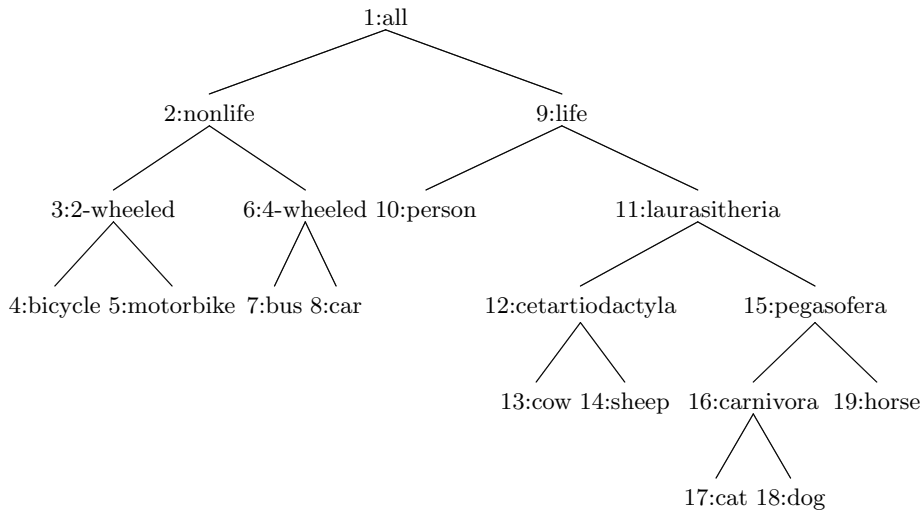 1:all
2:nonlife 9:life
3:2-wheeled 6:4-wheeled 10:person 11:laurasitheria
4:bicycle 5:motorbike 7:bus 8:car 12:cetartiodactyla 15:pegasofera
13:cow 14:sheep 16:carnivora 19:horse
17:cat 18:dog